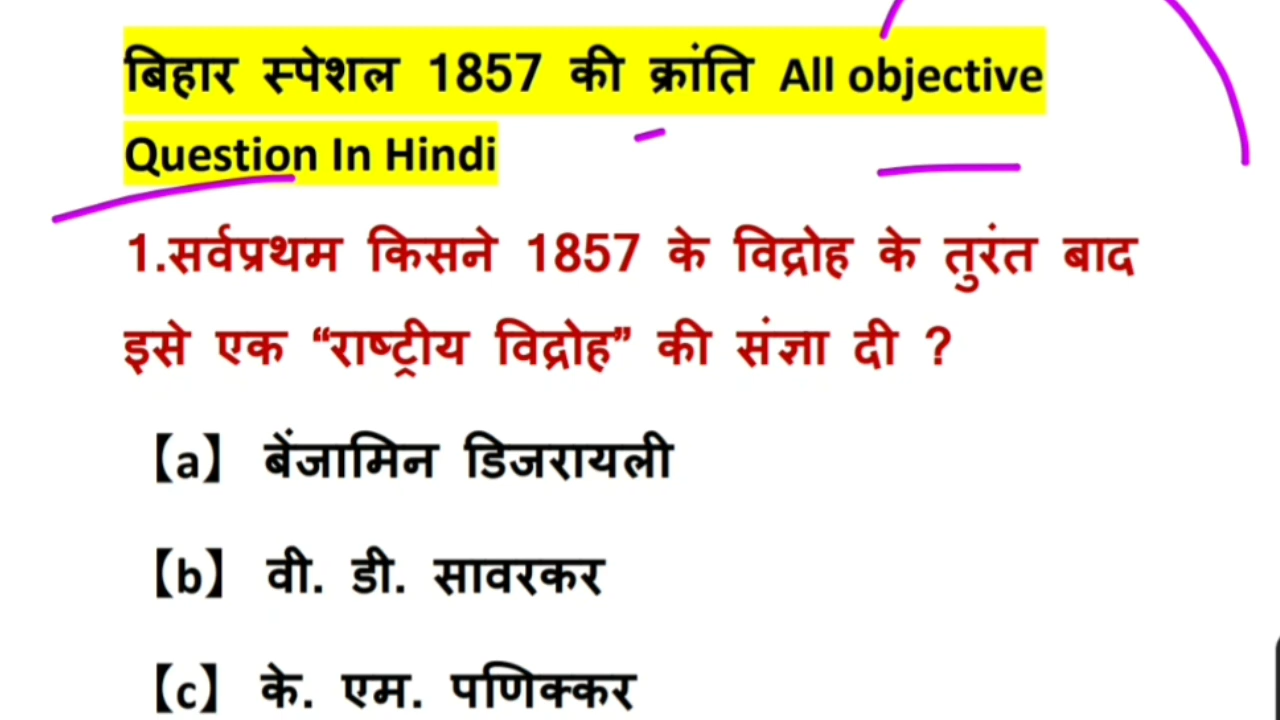 बिहार स्पेशल 1857 की क्रांति All objective
Question In Hindi
1.सर्वप्रथम किसने 1857 के विद्रोह के तुरंत बाद
इसे एक “राष्ट्रीय विद्रोह” की संज्ञा दी ?
【a】 बेंजामिन डिजरायली
【b】 वी. डी. सावरकर
【c】 के. एम. पणिक्कर